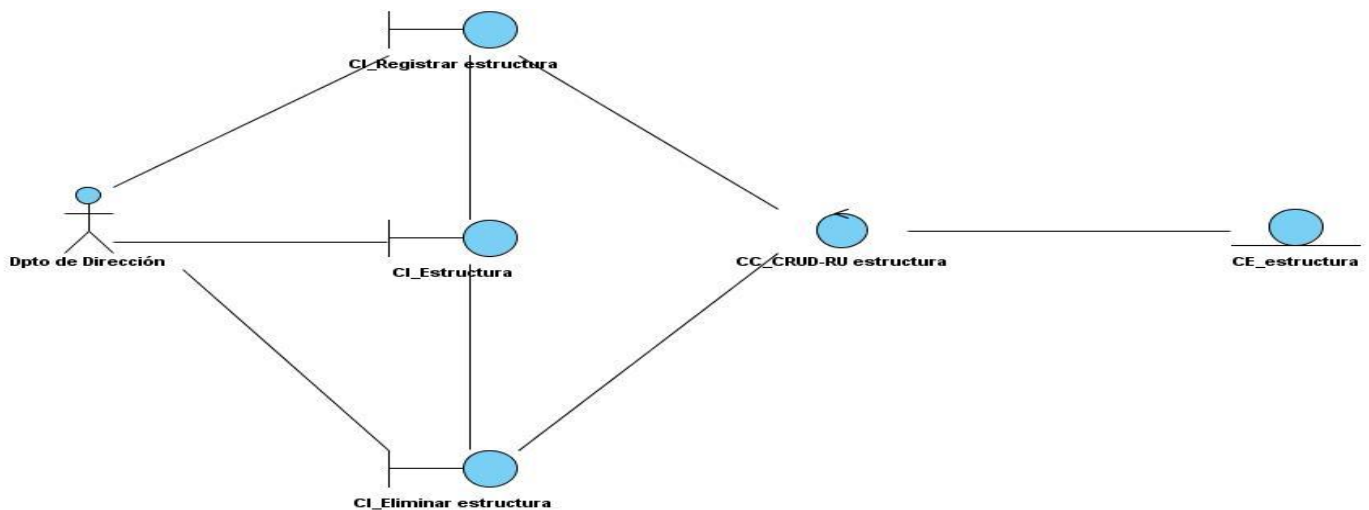 CI_Registrar estructura
Dpto de Dirección
CI_Estructura
CC_CRUD-RU estructura
CE_estructura
CI_Eliminar estructura